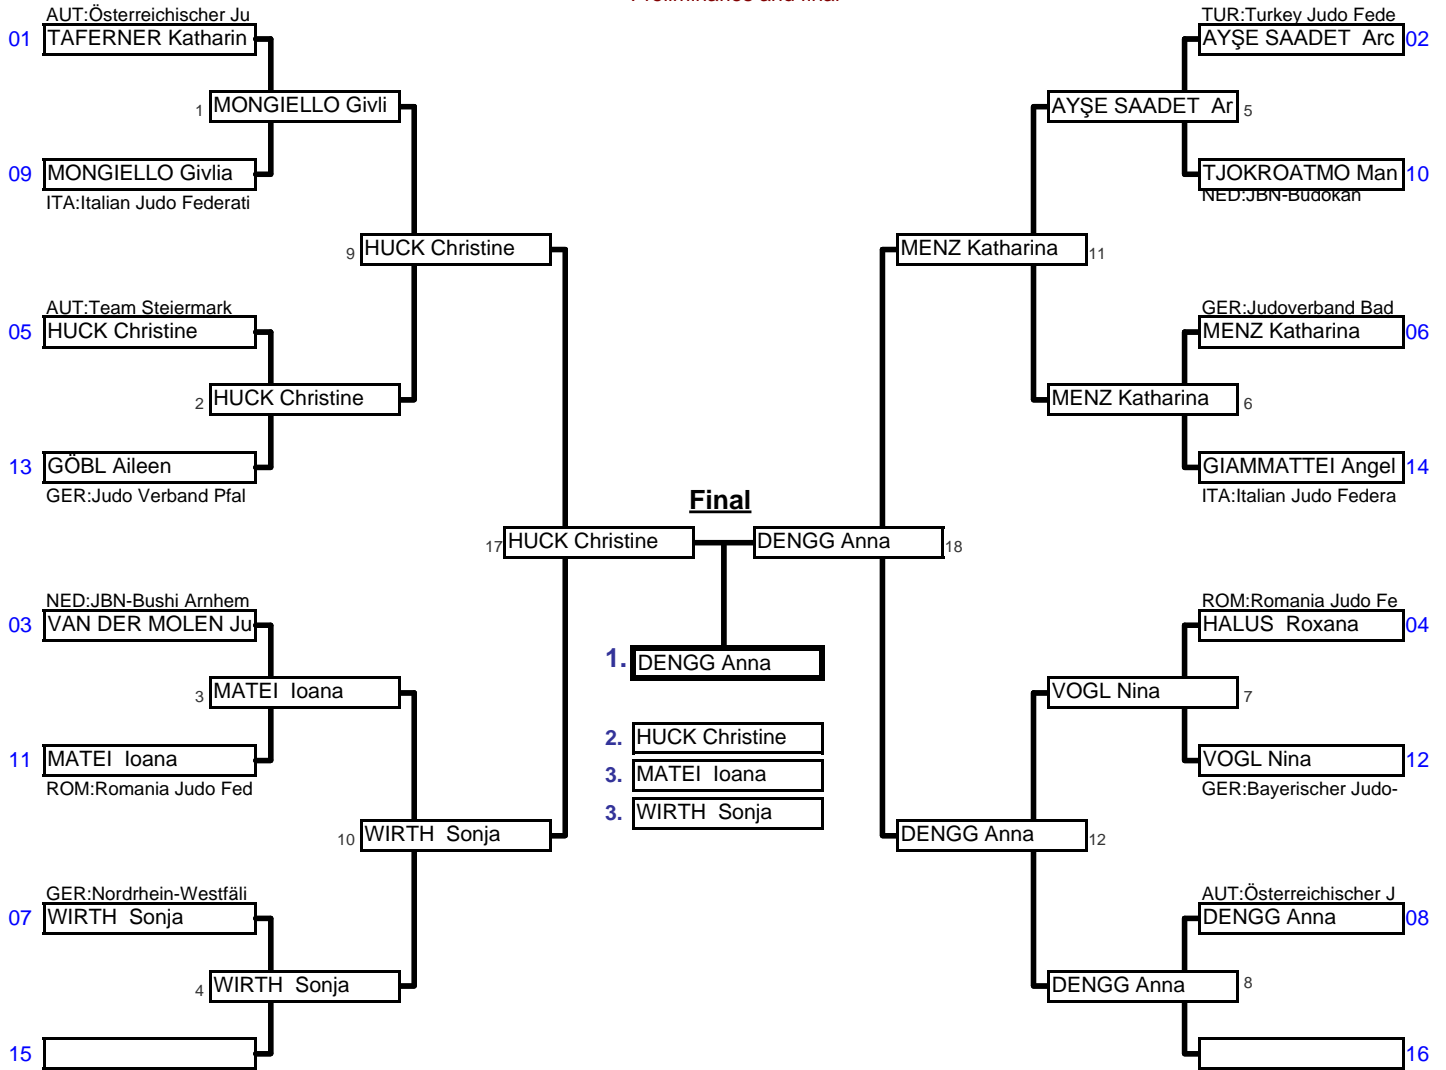 Preliminaries and final
AUT:Österreichischer Ju
01 TAFERNER Katharin
1 MONGIELLO Givli
09 MONGIELLO Givlia
ITA:Italian Judo Federati
9 HUCK Christine
AUT:Team Steiermark
05 HUCK Christine
2 HUCK Christine
13 GÖBL Aileen
GER:Judo Verband Pfal
17 HUCK Christine
NED:JBN-Bushi Arnhem
03 VAN DER MOLEN Ju
3 MATEI Ioana
11 MATEI Ioana
ROM:Romania Judo Fed
10 WIRTH Sonja
GER:Nordrhein-Westfäli
07 WIRTH Sonja
4 WIRTH Sonja
15
Final
1. DENGG Anna
2. HUCK Christine
3. MATEI Ioana
3. WIRTH Sonja
TUR:Turkey Judo Fede
AYŞE SAADET Arc 02
AYŞE SAADET Ar 5
TJOKROATMO Man 10
NED:JBN-Budokan
MENZ Katharina 11
GER:Judoverband Bad
MENZ Katharina 06
MENZ Katharina 6
GIAMMATTEI Angel 14
ITA:Italian Judo Federa
DENGG Anna 18
ROM:Romania Judo Fe
HALUS Roxana 04
VOGL Nina 7
VOGL Nina 12
GER:Bayerischer Judo-
DENGG Anna 12
AUT:Österreichischer J
DENGG Anna 08
DENGG Anna 8
16